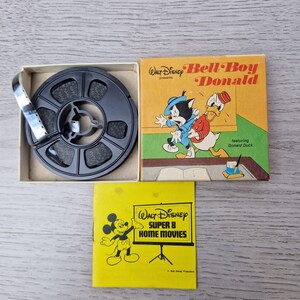 Walt Disney
presents
Bell Boy
Donald
featuring
Donald Duck
Walt Disney
SUPER 8
HOME MOVIES